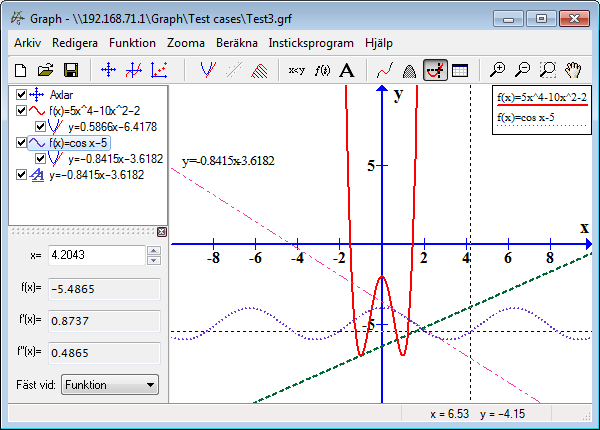 Graph - \\192.168.71.1\Graph\Test cases\Test3.grf
Arkiv Redigera Funktion Zooma Beräkna Insticksprogram Hjälp
x<y f(x) A
Axlar
f(x)=5x^4-10x^2-2
y=0.5866x-6.4178
f(x)=cos x-5
y=-0.8415x-3.6182
y=-0.8415x-3.6182
x= 4.2043
f(x)= -5.4865
f'(x)= 0.8737
f''(x)= 0.4865
Fäst vid: Funktion
y
f(x)=5x^4-10x^2-2
f(x)=cos x-5
y=-0.8415x-3.6182
5
x
-8 -6 -4 -2 2 4 6 8
-5
x = 6.53 y = -4.15